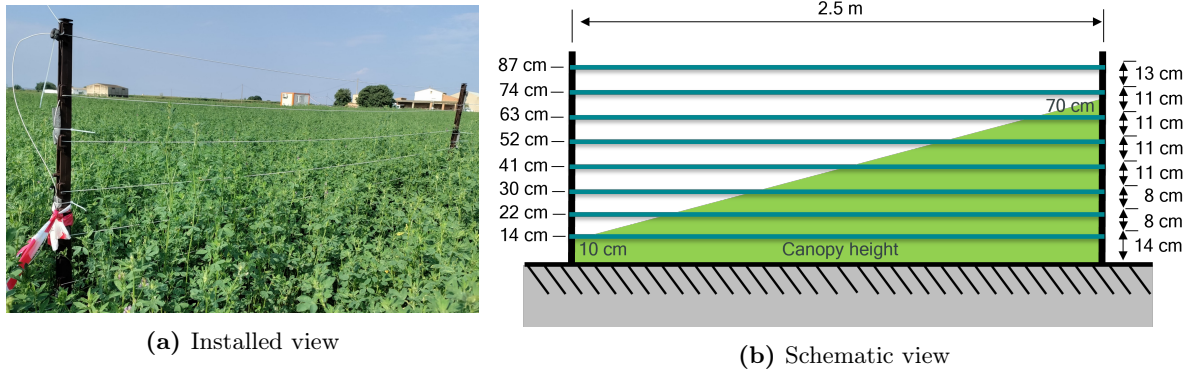 2.5 m
87 cm
74 cm
63 cm
52 cm
41 cm
30 cm
22 cm
14 cm
13 cm
11 cm
11 cm
11 cm
11 cm
8 cm
8 cm
14 cm
70 cm
10 cm
Canopy height
(a) Installed view
(b) Schematic view